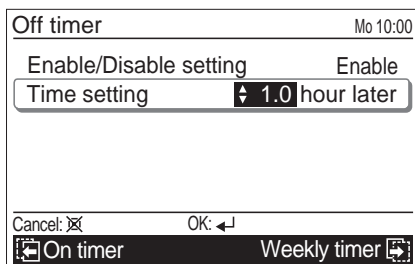 Off timer Mo 10:00
Enable/Disable setting Enable
Time setting 1.0 hour later
Cancel: OK:
On timer Weekly timer